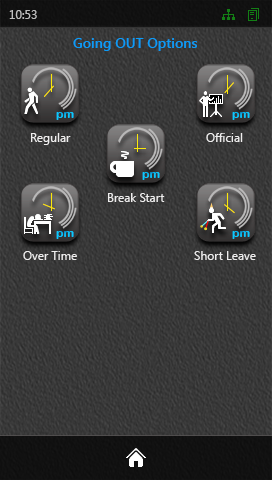 10:53
Going OUT Options
pm
Regular
pm
Official
pm
Break Start
pm
Over Time
pm
Short Leave